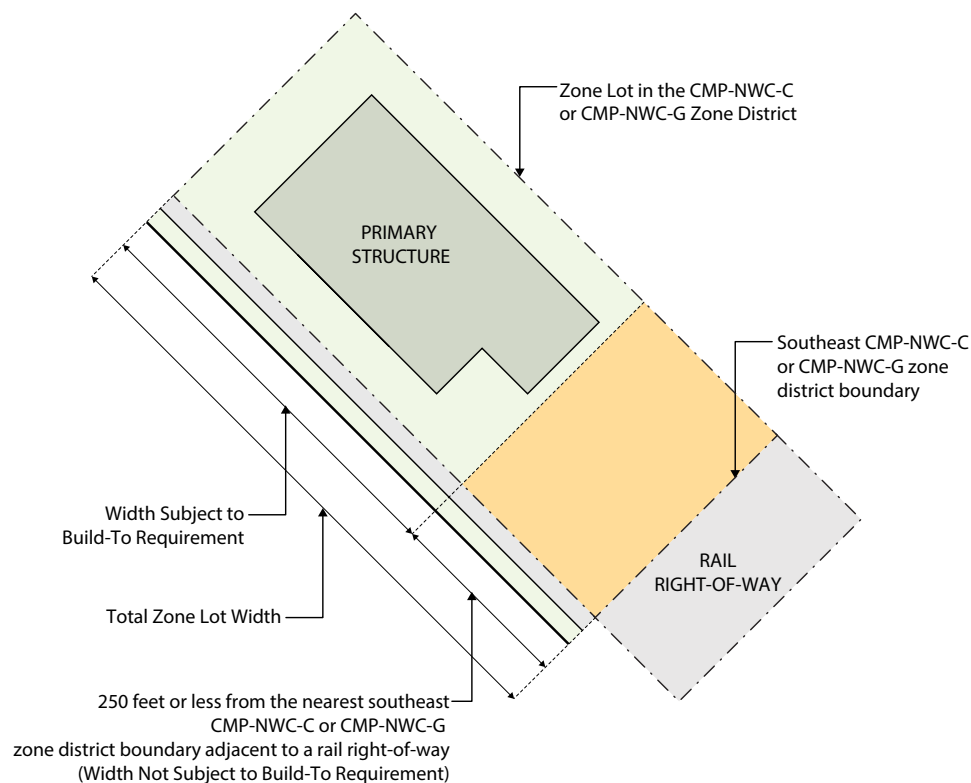 Zone Lot in the CMP-NWC-C
or CMP-NWC-G Zone District
PRIMARY
STRUCTURE
Southeast CMP-NWC-C
or CMP-NWC-G zone
district boundary
Width Subject to
Build-To Requirement
RAIL
RIGHT-OF-WAY
Total Zone Lot Width
250 feet or less from the nearest southeast
CMP-NWC-C or CMP-NWC-G
zone district boundary adjacent to a rail right-of-way
(Width Not Subject to Build-To Requirement)